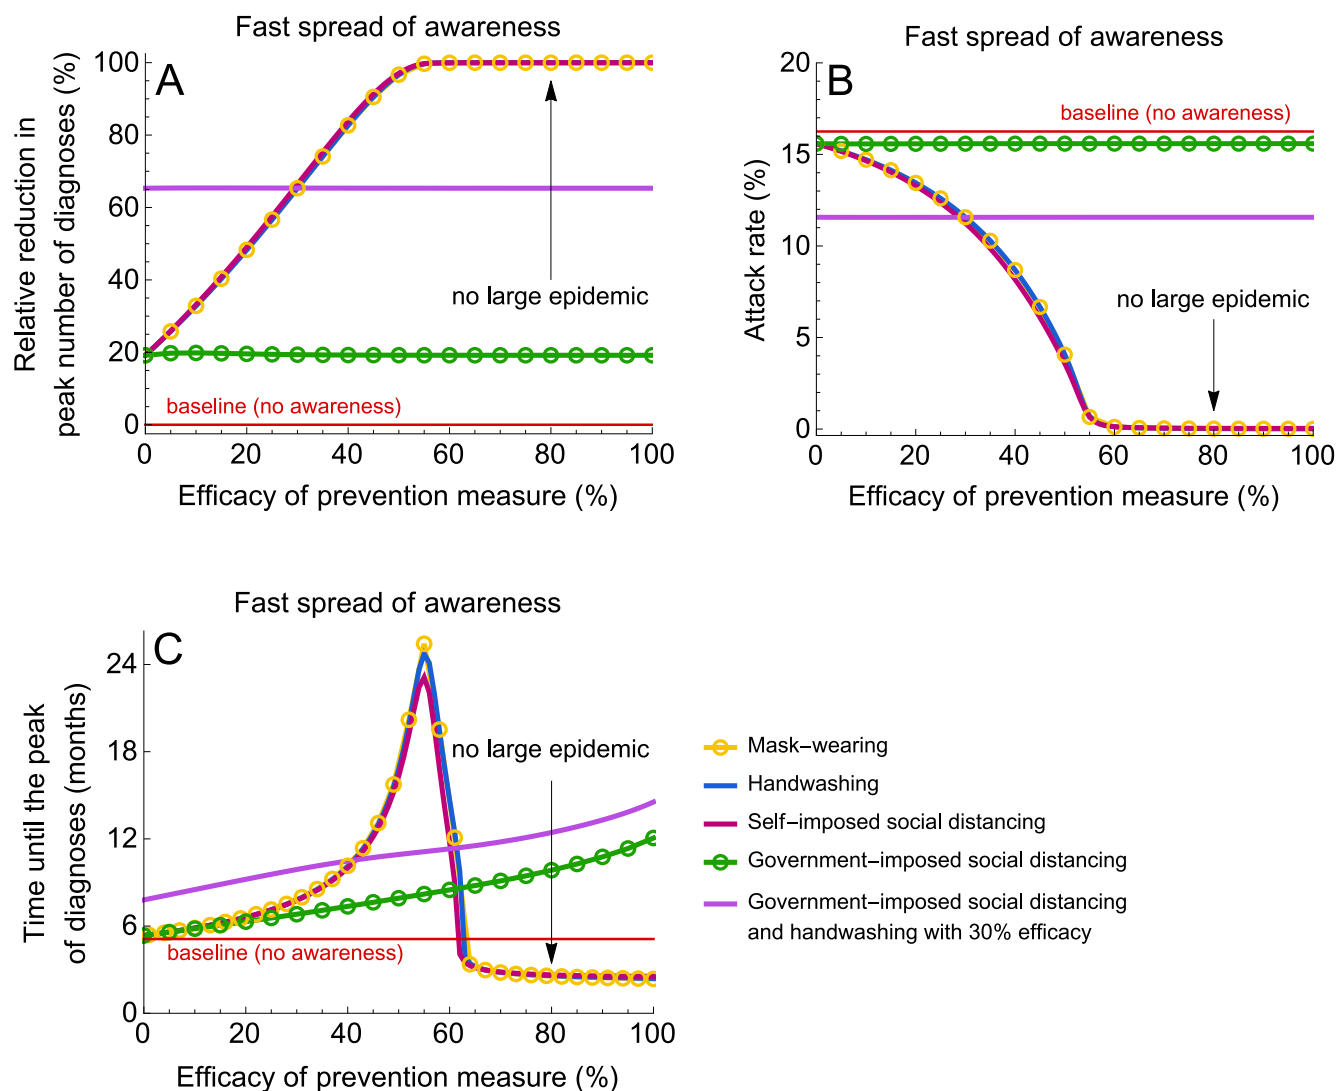 Fast spread of awareness
A
Relative reduction in
peak number of diagnoses (%)
100
80
60
40
20
0
no large epidemic
baseline (no awareness)
0 20 40 60 80 100
Efficacy of prevention measure (%)
Fast spread of awareness
B
Attack rate (%)
20
15
10
5
0
baseline (no awareness)
no large epidemic
0 20 40 60 80 100
Efficacy of prevention measure (%)
Fast spread of awareness
C
Time until the peak
of diagnoses (months)
24
18
12
6
0
no large epidemic
baseline (no awareness)
0 20 40 60 80 100
Efficacy of prevention measure (%)
Mask–wearing
Handwashing
Self–imposed social distancing
Government–imposed social distancing
Government–imposed social distancing
and handwashing with 30% efficacy